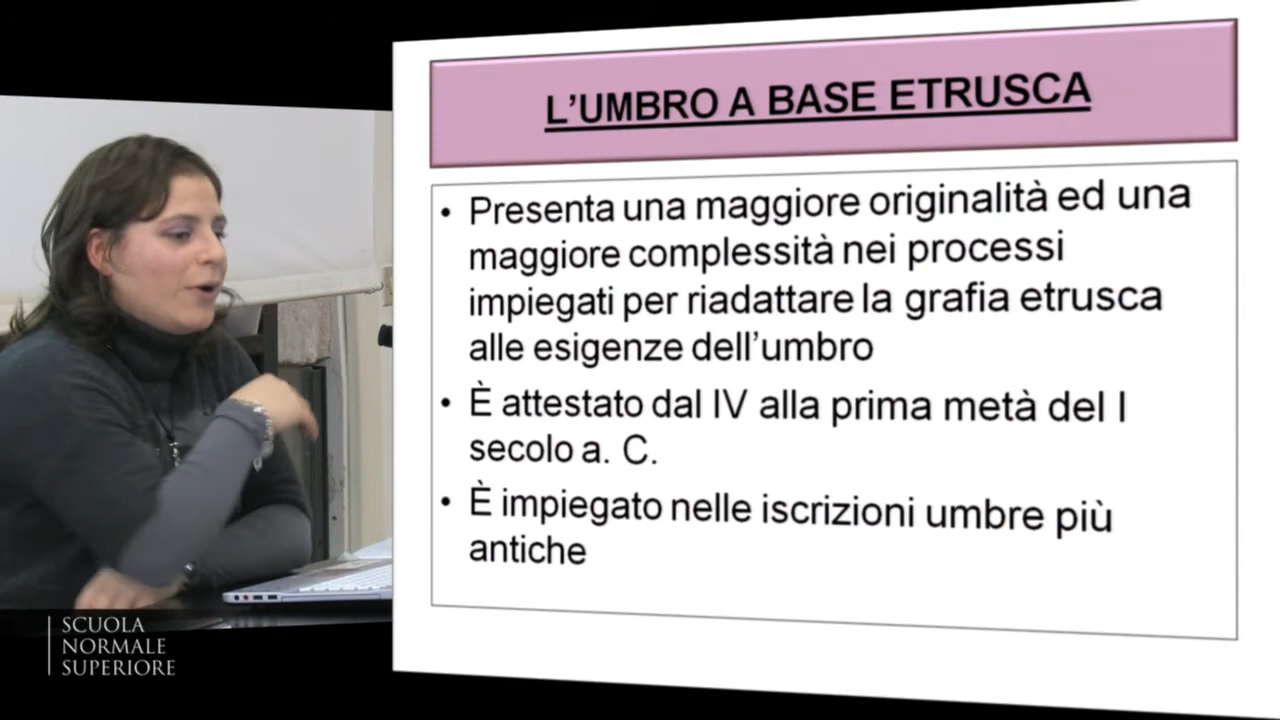 L'UMBRO A BASE ETRUSCA
• Presenta una maggiore originalità ed una
maggiore complessità nei processi
impiegati per riadattare la grafia etrusca
alle esigenze dell'umbro
• È attestato dal IV alla prima metà del I
secolo a. C.
• È impiegato nelle iscrizioni umbre più
antiche
SCUOLA
NORMALE
SUPERIORE